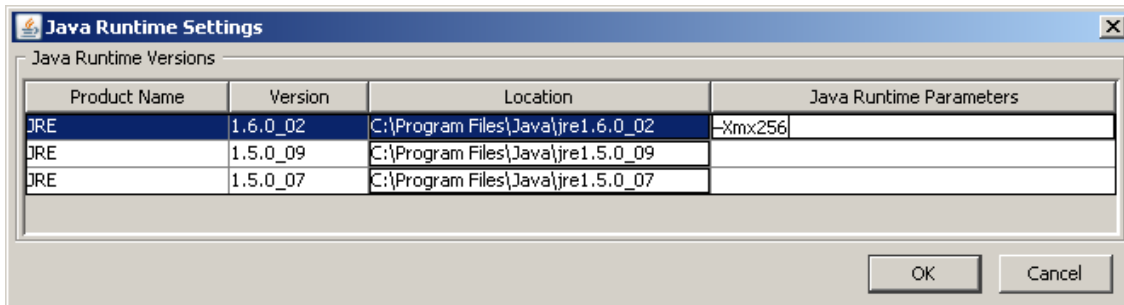 Java Runtime Settings
Java Runtime Versions
Product Name Version Location Java Runtime Parameters
JRE 1.6.0_02 C:\Program Files\Java\jre1.6.0_02 -Xmx256
JRE 1.5.0_09 C:\Program Files\Java\jre1.5.0_09
JRE 1.5.0_07 C:\Program Files\Java\jre1.5.0_07
OK Cancel